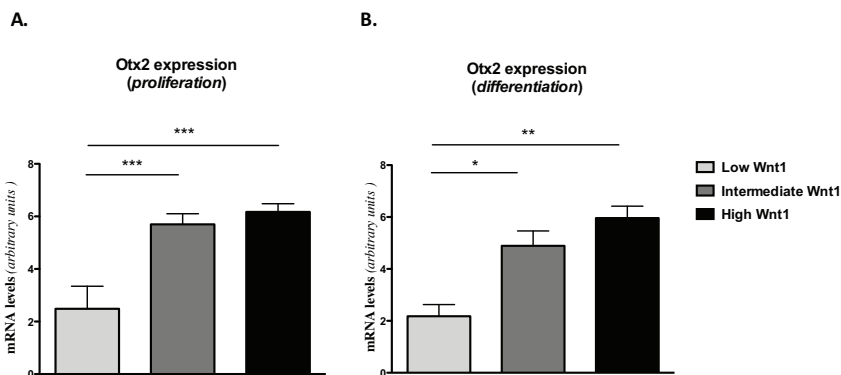 A.
Otx2 expression
(proliferation)
***
***
mRNA levels (arbitrary units )
8
6
4
2
0
B.
Otx2 expression
(differentiation)
**
*
mRNA levels (arbitrary units )
8
6
4
2
0
Low Wnt1
Intermediate Wnt1
High Wnt1